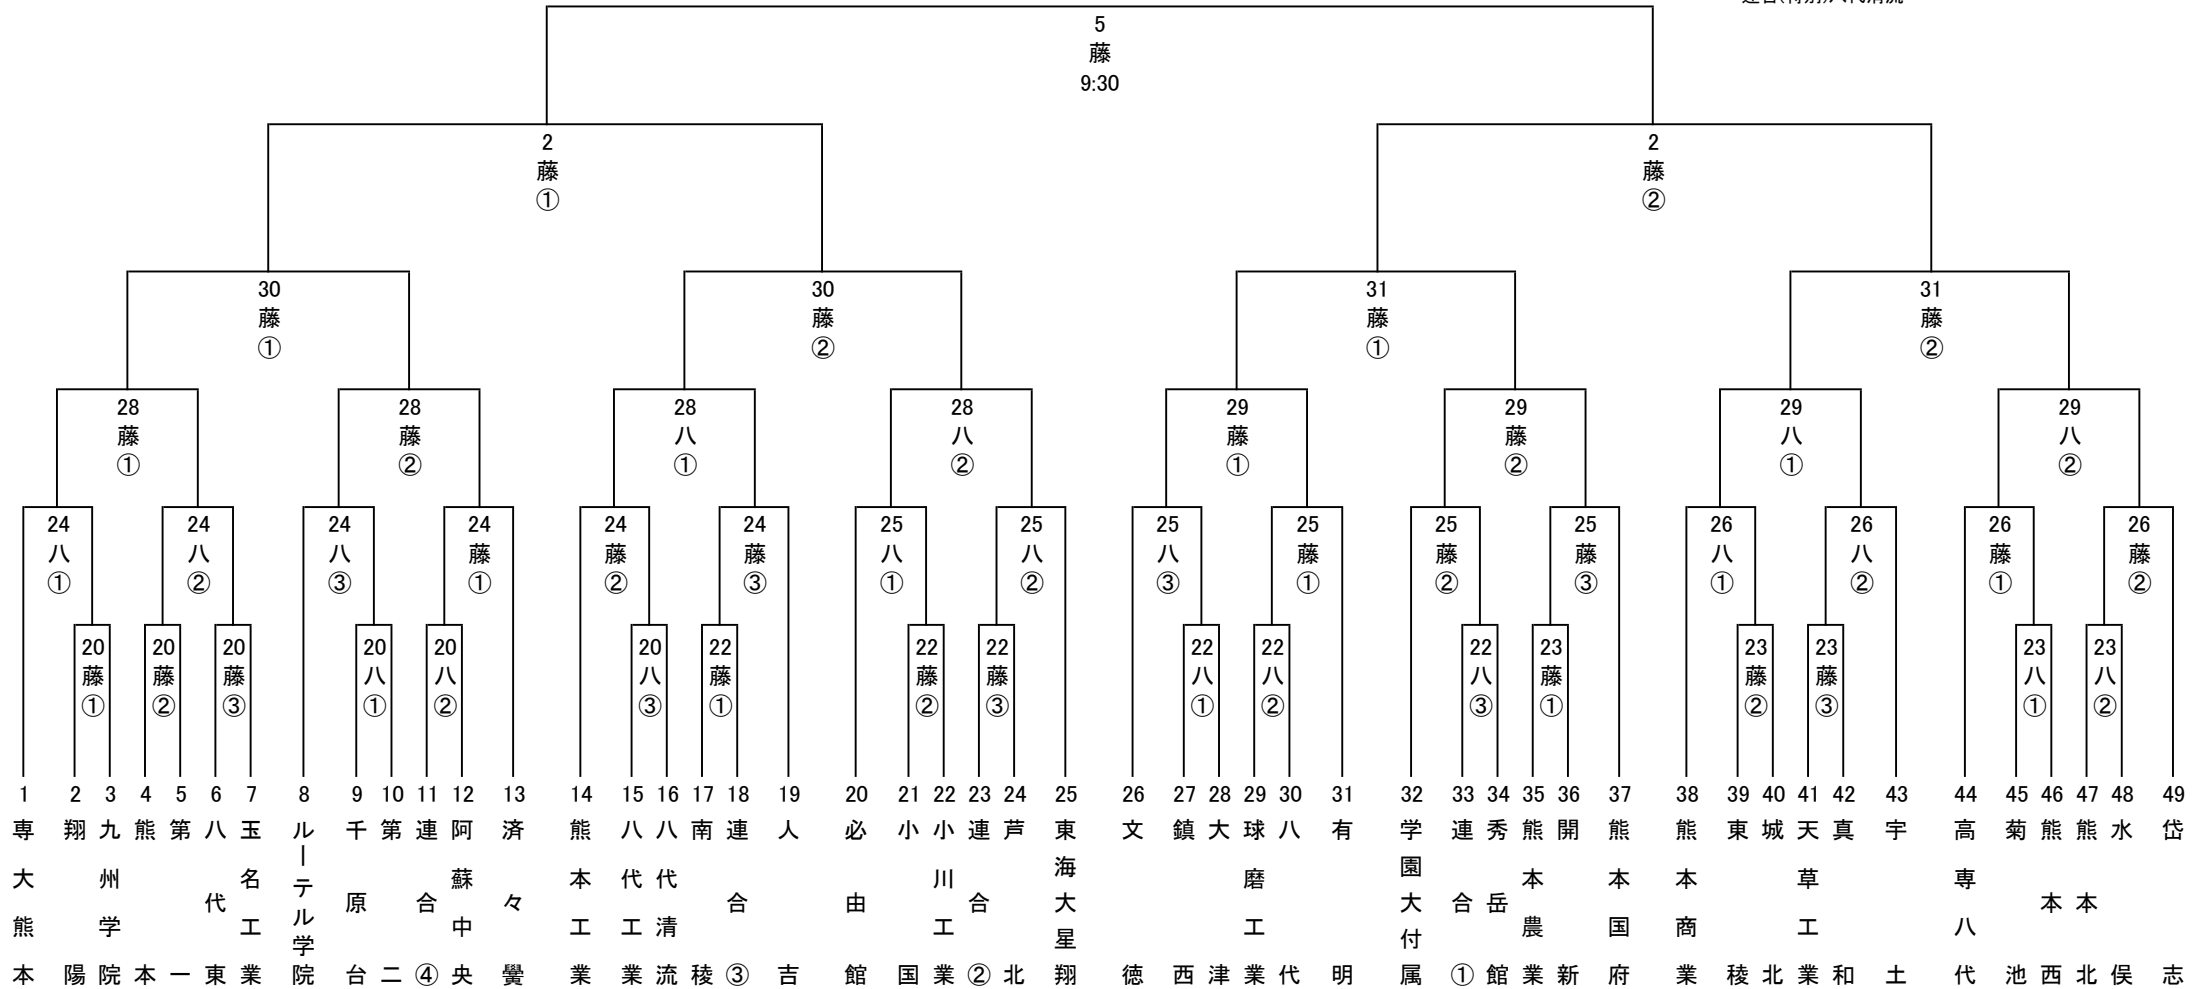 5
藤
9:30
2
藤
①
2
藤
②
30
藤
①
30
藤
②
31
藤
①
31
藤
②
28
藤
①
28
藤
②
28
八
①
28
八
②
29
藤
①
29
藤
②
29
八
①
29
八
②
24
八
①
24
八
②
24
八
③
24
藤
①
24
藤
②
24
藤
③
25
八
①
25
八
②
25
八
③
25
藤
①
25
藤
②
25
藤
③
26
八
①
26
八
②
26
藤
①
26
藤
②
20
藤
①
20
藤
②
20
藤
③
20
八
①
20
八
②
20
八
③
22
藤
①
22
藤
②
22
藤
③
22
八
①
22
八
②
22
八
③
23
藤
①
23
藤
②
23
藤
③
23
八
①
23
八
②
1 専大熊本
2 翔陽
3 九州学院
4 熊本
5 第一
6 八代東
7 玉名工業
8 ルーテル学院
9 千原台
10 第二
11 連合④
12 阿蘇中央
13 済々黌
14 熊本工業
15 八代工業
16 八代清流
17 南稜
18 連合③
19 人吉
20 必由館
21 小国
22 小川工業
23 連合②
24 芦北
25 東海大星翔
26 文徳
27 鎮西
28 大津
29 球磨工業
30 八代
31 有明
32 学園大付属
33 連合①
34 秀岳館
35 熊本農業
36 開新
37 熊本国府
38 熊本商業
39 東稜
40 城北
41 天草工業
42 真和
43 宇土
44 高専八代
45 菊池
46 熊本西
47 熊本北
48 水俣
49 岱志